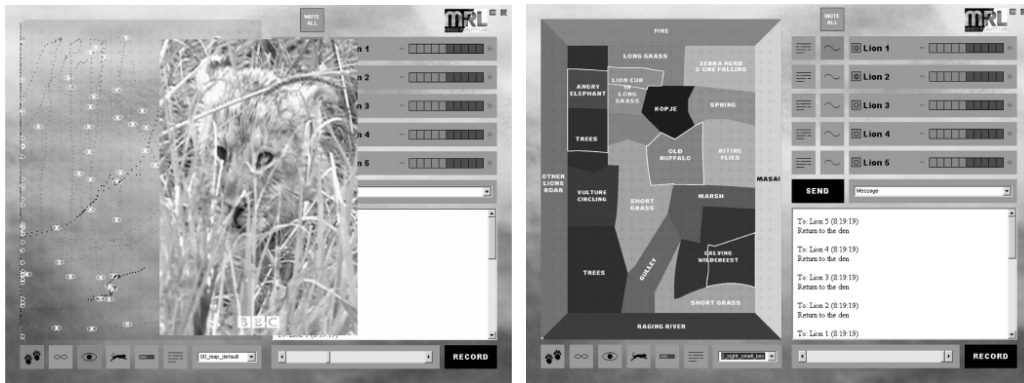 MUTE
ALL
MRL
n 1
n 2
n 3
n 4
n 5
BBC
00_map_default
RECORD
MUTE
ALL
MRL
FIRE
LONG GRASS
ZEBRA HERD
& ONE FALLING
ANGRY
ELEPHANT
LION CUB
IN
LONG
GRASS
KOPJE
SPRING
TREES
OLD
BUFFALO
BITING
FLIES
OTHER
LIONS
ROAR
MASAI
VULTURE
CIRCLING
SHORT
GRASS
MARSH
TREES
GULLEY
CALVING
WILDEBEEST
SHORT GRASS
RAGING RIVER
Lion 1
Lion 2
Lion 3
Lion 4
Lion 5
SEND
Message
To: Lion 5 (8:19:19)
Return to the den
To: Lion 4 (8:19:19)
Return to the den
To: Lion 3 (8:19:19)
Return to the den
To: Lion 2 (8:19:19)
Return to the den
To: Lion 1 (8:19:19)
RECORD